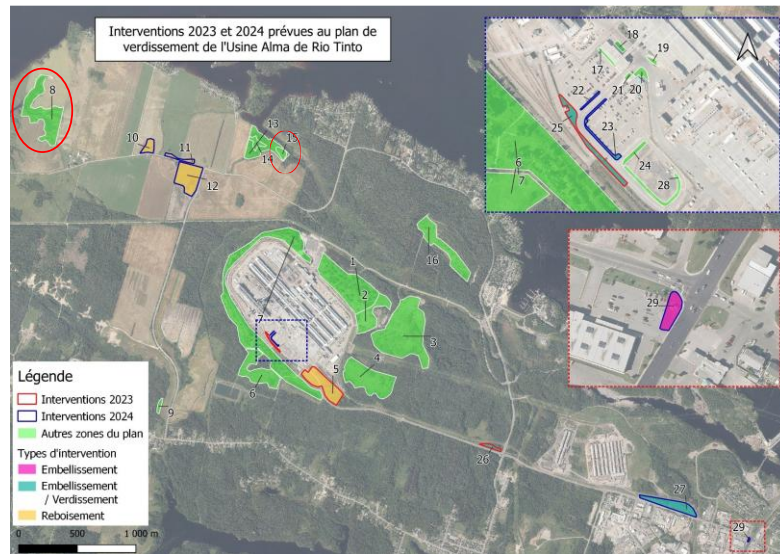 Interventions 2023 et 2024 prévues au plan de
verdissement de l'Usine Alma de Rio Tinto
8
10
11
12
13
14
15
16
1
2
3
4
5
6
7
9
26
27
29
17
18
19
20
21
22
23
24
25
28
6
7
29
Légende
Interventions 2023
Interventions 2024
Autres zones du plan
Types d'intervention
Embellissement
Embellissement
/ Verdissement
Reboisement
0 500 1 000 m